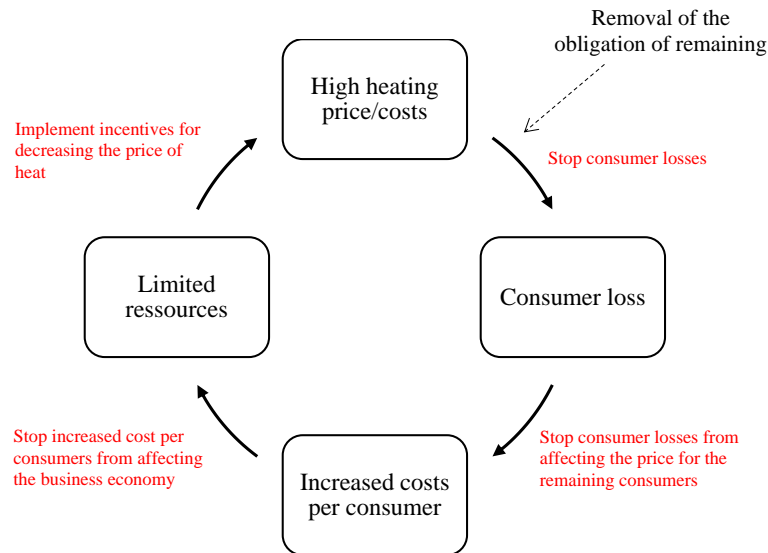 Removal of the
obligation of remaining
High heating
price/costs
Implement incentives for
decreasing the price of
heat
Stop consumer losses
Limited
ressources
Consumer loss
Stop increased cost per
consumers from affecting
the business economy
Stop consumer losses from
affecting the price for the
remaining consumers
Increased costs
per consumer